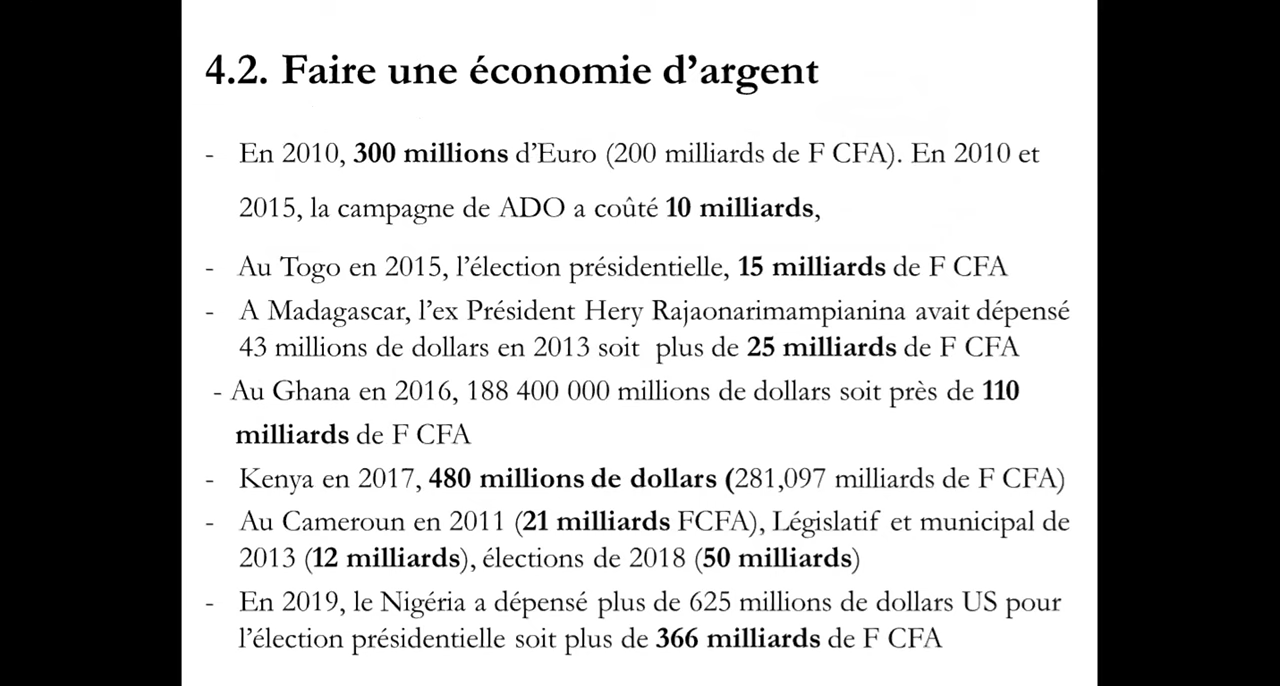 4.2. Faire une économie d’argent
- En 2010, 300 millions d’Euro (200 milliards de F CFA). En 2010 et
2015, la campagne de ADO a coûté 10 milliards,
- Au Togo en 2015, l’élection présidentielle, 15 milliards de F CFA
- A Madagascar, l’ex Président Hery Rajaonarimampianina avait dépensé
43 millions de dollars en 2013 soit plus de 25 milliards de F CFA
- Au Ghana en 2016, 188 400 000 millions de dollars soit près de 110
milliards de F CFA
- Kenya en 2017, 480 millions de dollars (281,097 milliards de F CFA)
- Au Cameroun en 2011 (21 milliards FCFA), Législatif et municipal de
2013 (12 milliards), élections de 2018 (50 milliards)
- En 2019, le Nigéria a dépensé plus de 625 millions de dollars US pour
l’élection présidentielle soit plus de 366 milliards de F CFA